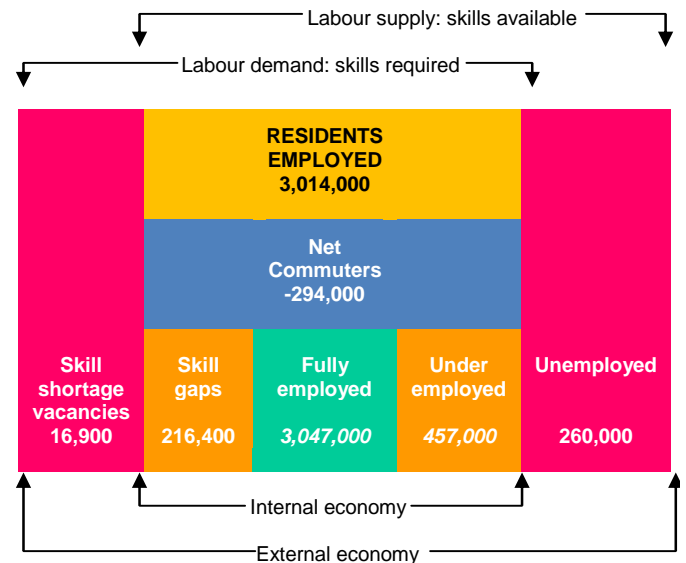 Labour supply: skills available
Labour demand: skills required
RESIDENTS
EMPLOYED
3,014,000
Net
Commuters
-294,000
Skill
shortage
vacancies
16,900
Skill
gaps
216,400
Fully
employed
3,047,000
Under
employed
457,000
Unemployed
260,000
Internal economy
External economy